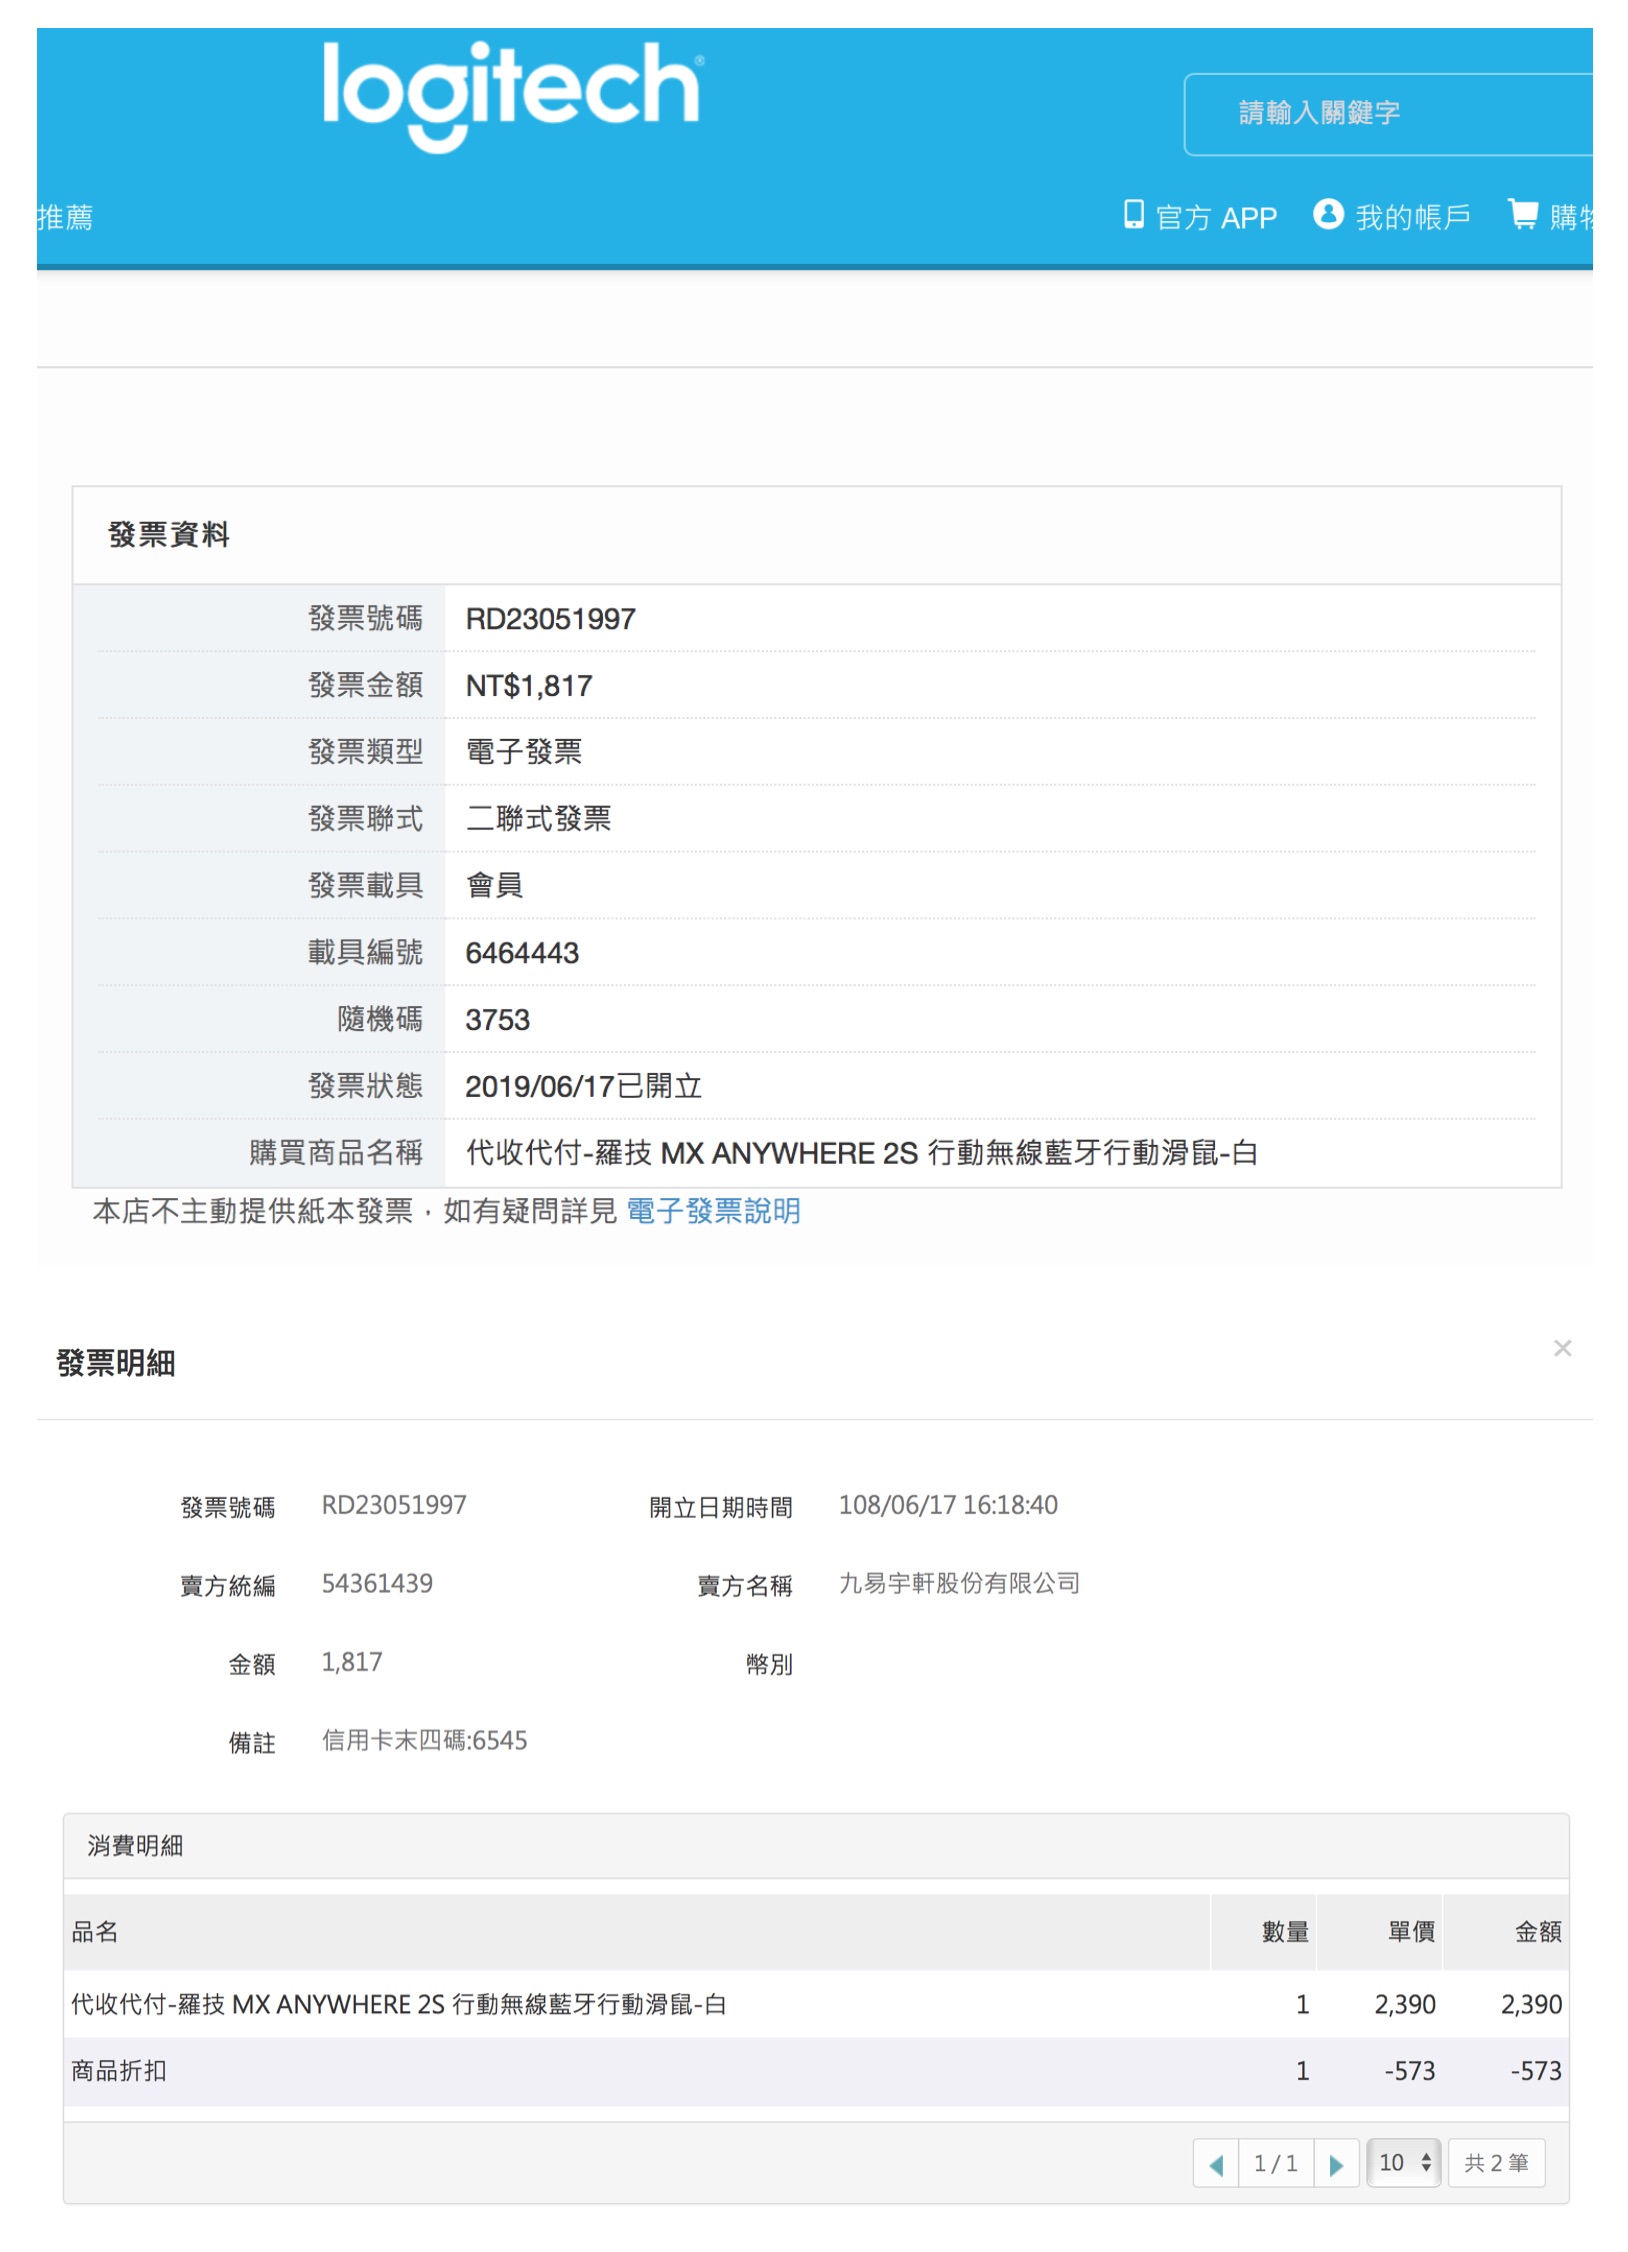 logitech
請輸入關鍵字
推薦
官方 APP 我的帳戶
發票資料
發票號碼 RD23051997
發票金額 NT$1,817
發票類型 電子發票
發票聯式 二聯式發票
發票載具 會員
載具編號 6464443
隨機碼 3753
發票狀態 2019/06/17已開立
購買商品名稱 代收代付-羅技 MX ANYWHERE 2S 行動無線藍牙行動滑鼠-白
本店不主動提供紙本發票，如有疑問詳見 電子發票說明
發票明細 ×
發票號碼 RD23051997 開立日期時間 108/06/17 16:18:40
賣方統編 54361439 賣方名稱 九易宇軒股份有限公司
金額 1,817 幣別
備註 信用卡末四碼:6545
消費明細
品名 數量 單價 金額
代收代付-羅技 MX ANYWHERE 2S 行動無線藍牙行動滑鼠-白 1 2,390 2,390
商品折扣 1 -573 -573
1 / 1 10 共 2 筆